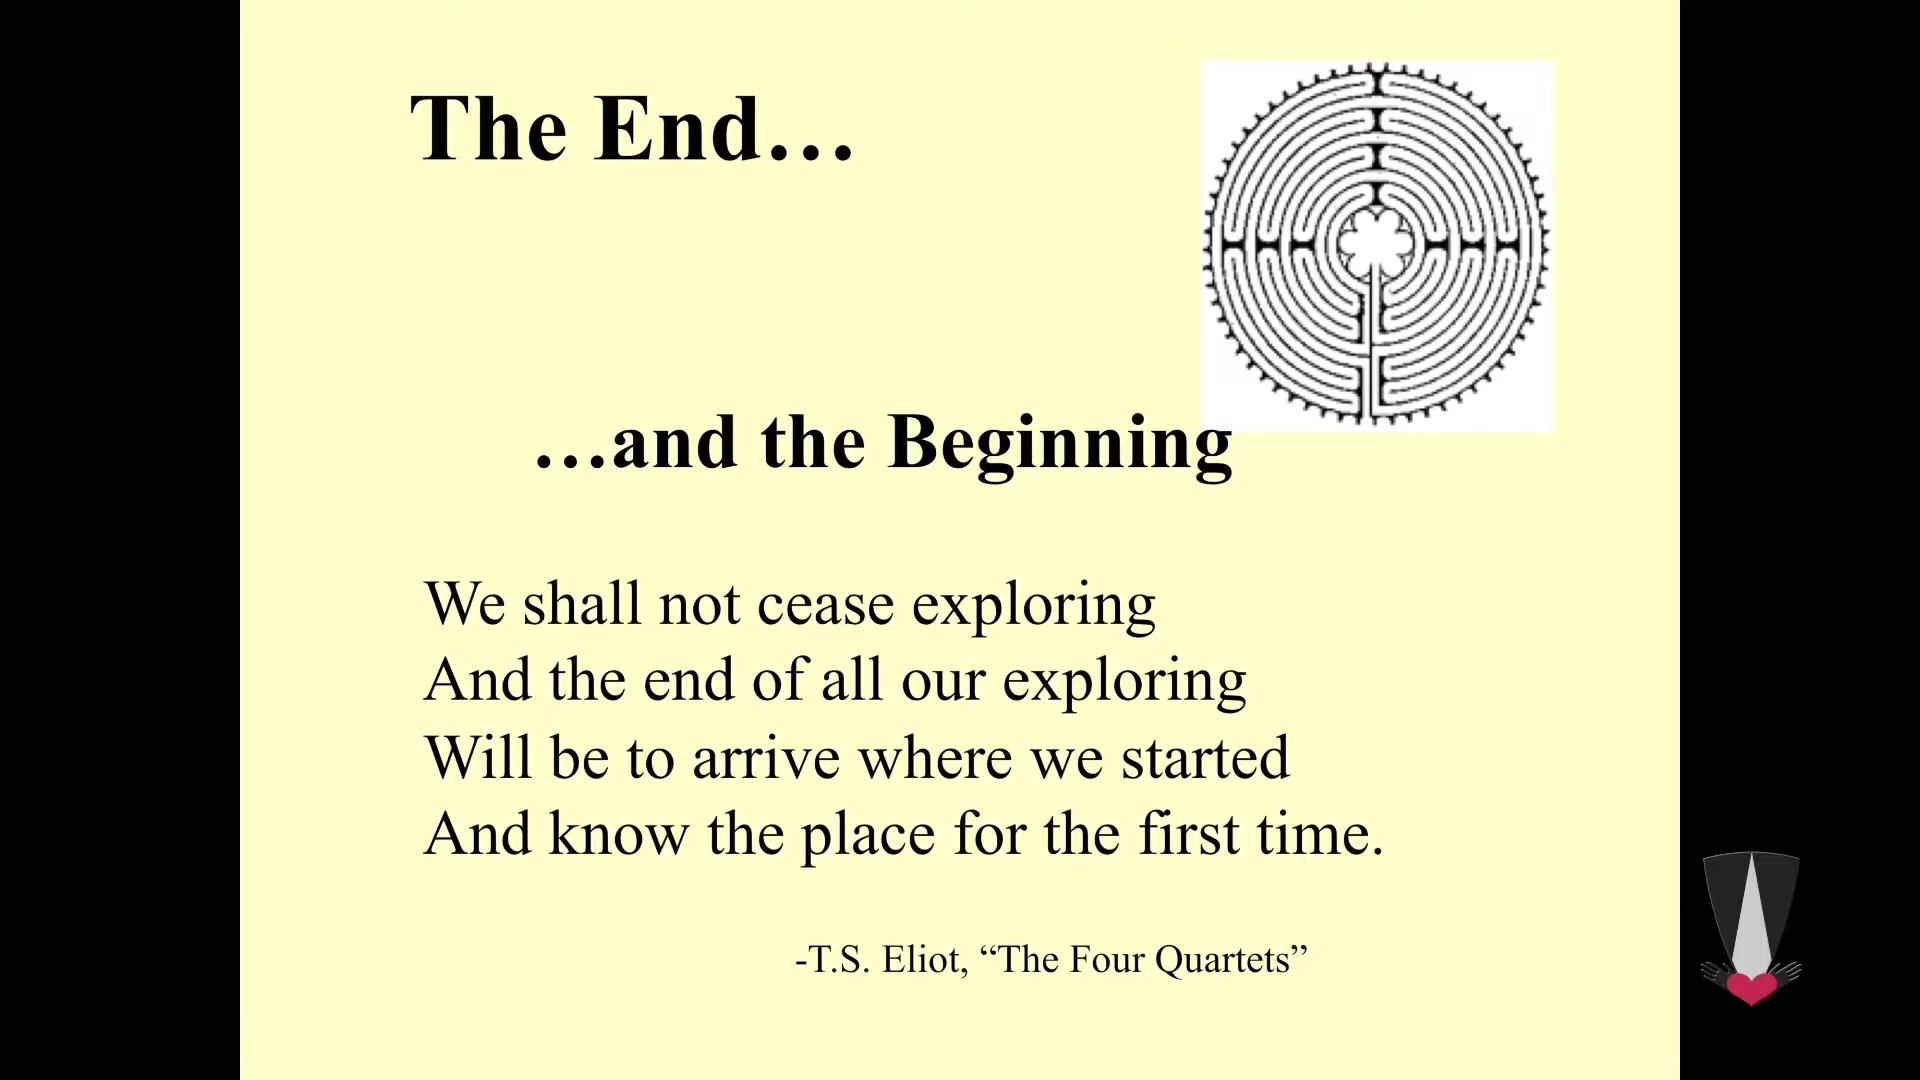 The End…
…and the Beginning
We shall not cease exploring
And the end of all our exploring
Will be to arrive where we started
And know the place for the first time.
-T.S. Eliot, “The Four Quartets”